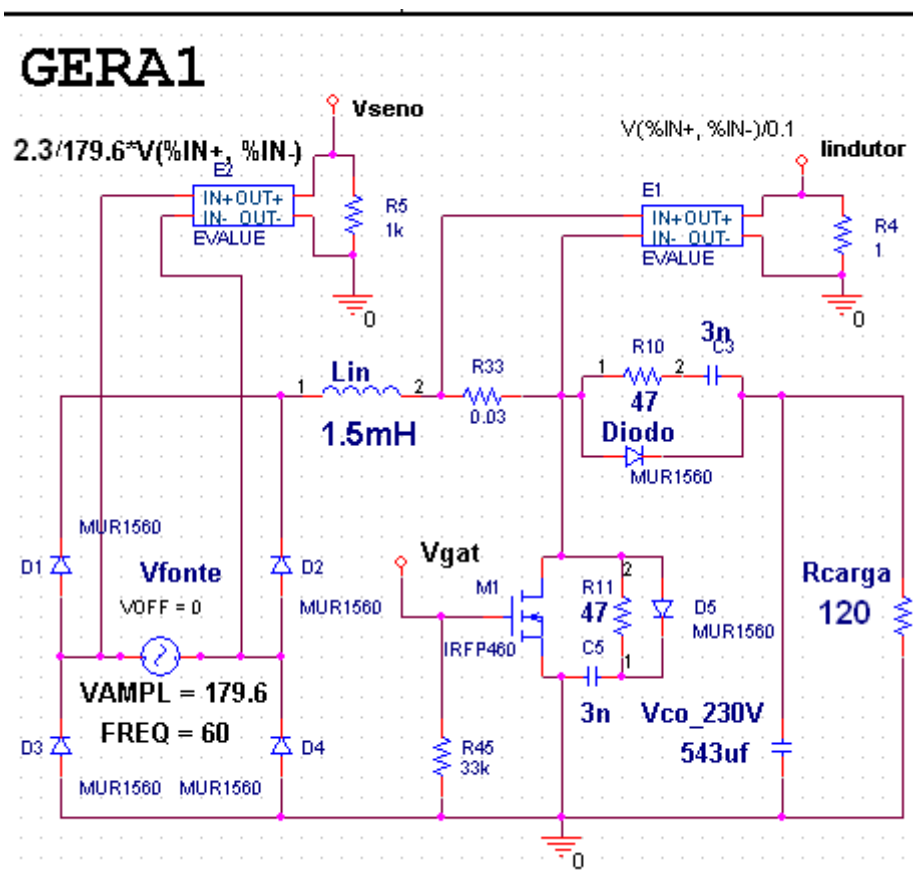 GERA1
Vseno
V(%IN+, %IN-)/0.1
Iindutor
2.3/179.6*V(%IN+, %IN-)
E2
IN+ OUT+
IN- OUT-
EVALUE
R5
1k
0
E1
IN+ OUT+
IN- OUT-
EVALUE
R4
1
0
3n
R10
C3
1
2
47
Lin
1
2
1.5mH
R33
0.03
Diodo
MUR1560
MUR1560
D1
Vfonte
VOFF = 0
D2
MUR1560
VAMPL = 179.6
FREQ = 60
D3
D4
MUR1560
MUR1560
Vgat
M1
IRFP460
2
R11
47
1
C5
3n
D5
MUR1560
R45
33k
Vco_230V
543uf
Rcarga
120
0